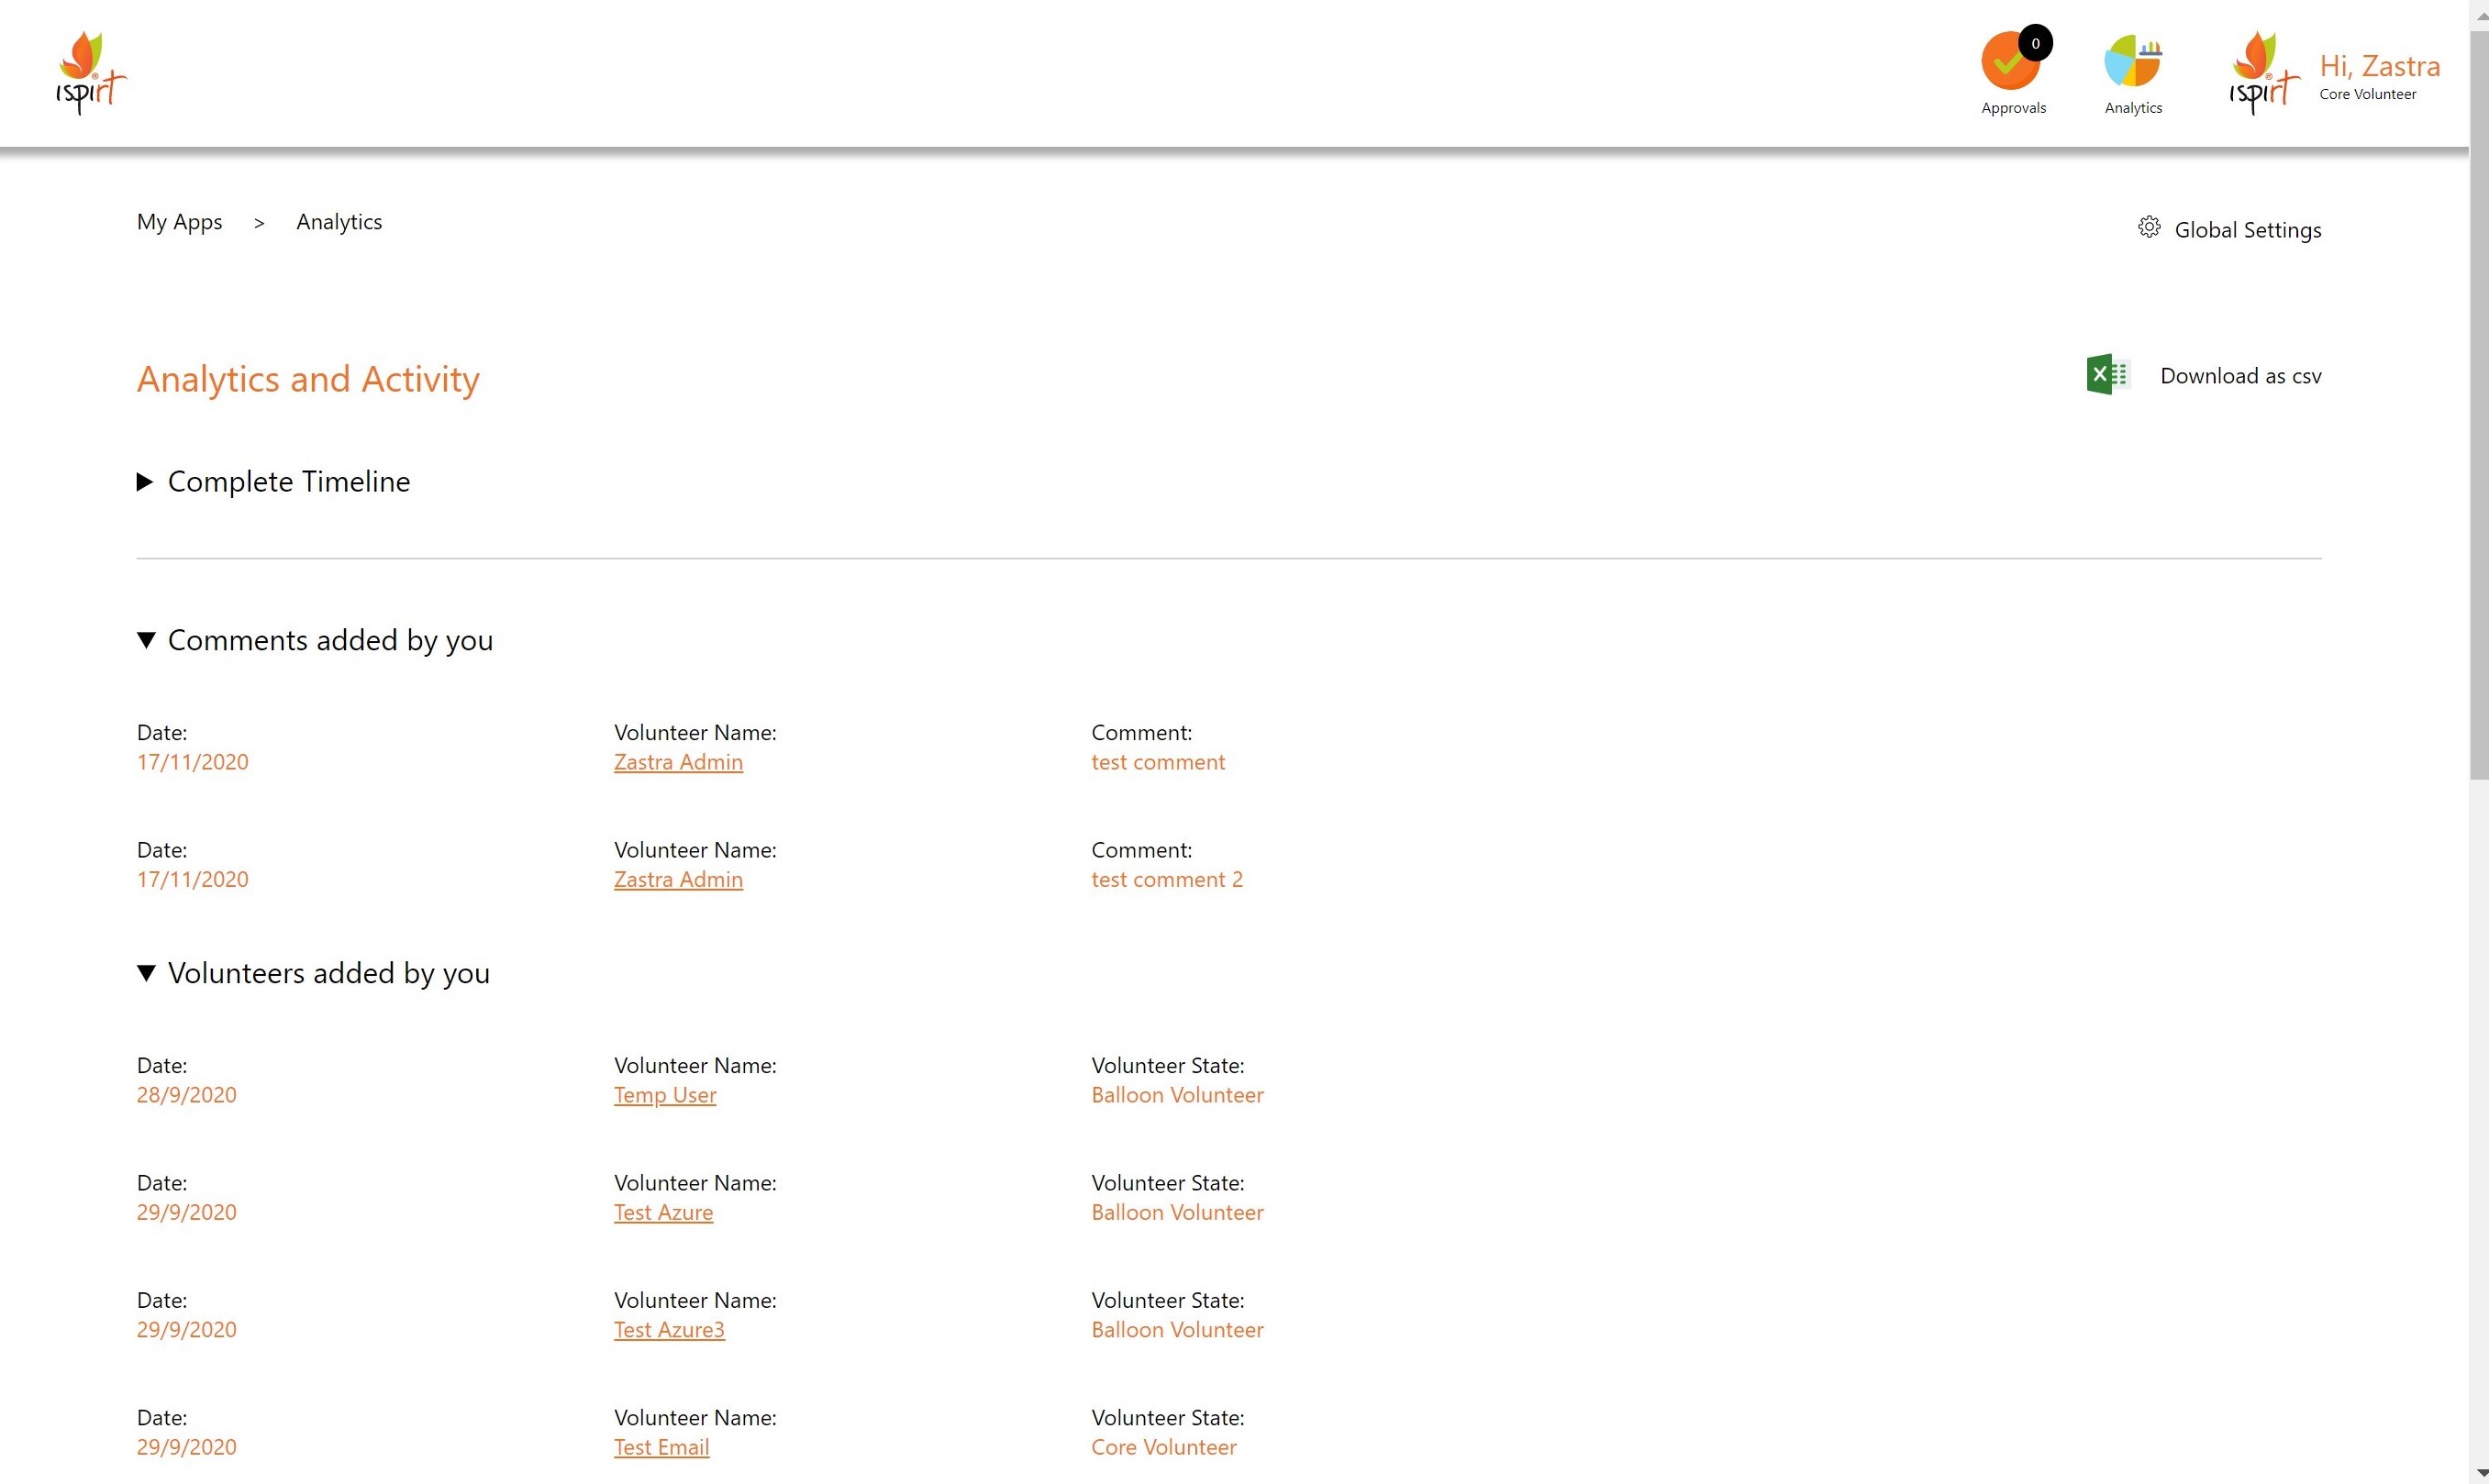 ıspırt
0
Approvals
Analytics
ıspırt
Hi, Zastra
Core Volunteer
My Apps > Analytics
Global Settings
Analytics and Activity
Download as csv
Complete Timeline
Comments added by you
Date: Volunteer Name: Comment:
17/11/2020 Zastra Admin test comment
Date: Volunteer Name: Comment:
17/11/2020 Zastra Admin test comment 2
Volunteers added by you
Date: Volunteer Name: Volunteer State:
28/9/2020 Temp User Balloon Volunteer
Date: Volunteer Name: Volunteer State:
29/9/2020 Test Azure Balloon Volunteer
Date: Volunteer Name: Volunteer State:
29/9/2020 Test Azure3 Balloon Volunteer
Date: Volunteer Name: Volunteer State:
29/9/2020 Test Email Core Volunteer